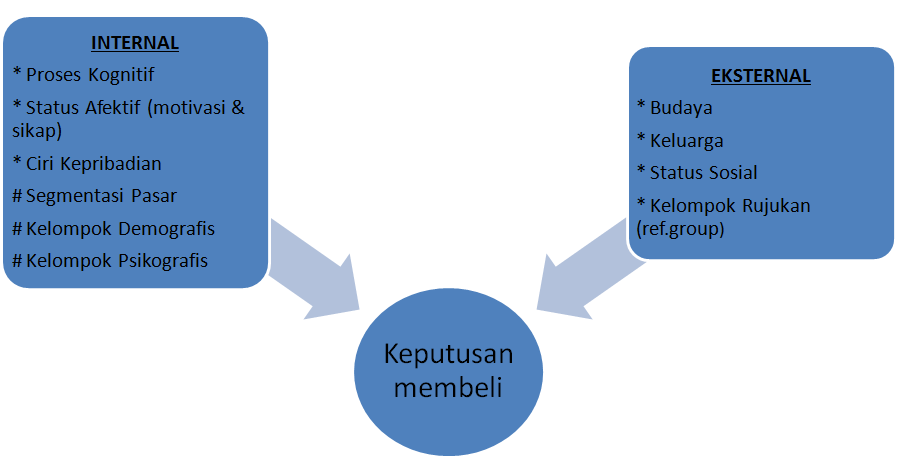 INTERNAL
* Proses Kognitif
* Status Afektif (motivasi &
sikap)
* Ciri Kepribadian
# Segmentasi Pasar
# Kelompok Demografis
# Kelompok Psikografis
EKSTERNAL
* Budaya
* Keluarga
* Status Sosial
* Kelompok Rujukan
(ref.group)
Keputusan
membeli